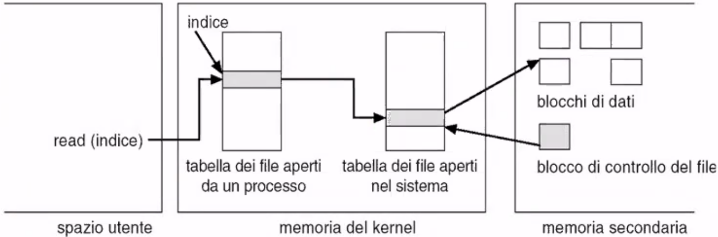 indice
read (indice)
tabella dei file aperti
da un processo
tabella dei file aperti
nel sistema
blocchi di dati
blocco di controllo del file
spazio utente
memoria del kernel
memoria secondaria